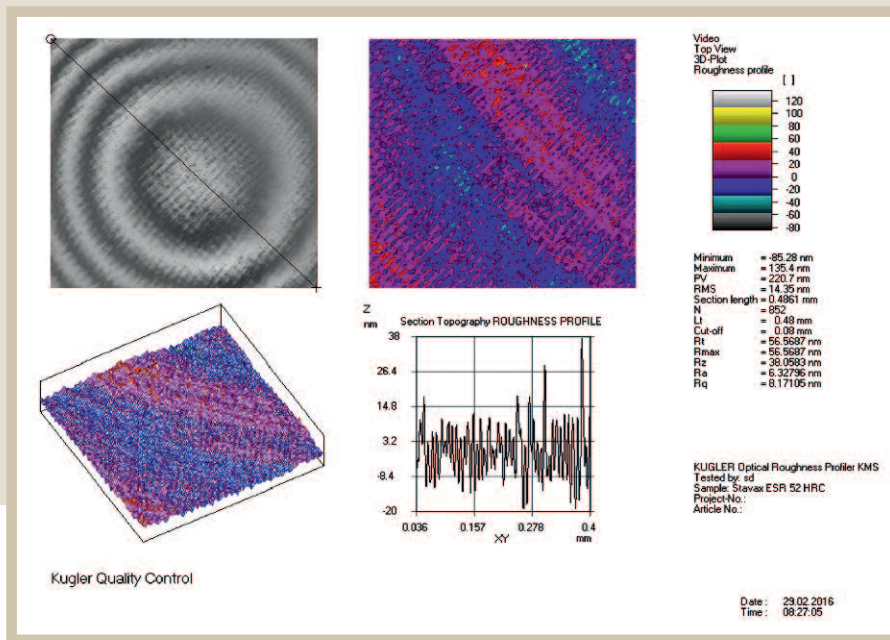 Video
Top View
3D-Plot
Roughness profile
[ ]
120
100
80
60
40
20
0
-20
-40
-60
-80
Minimum = -85.28 nm
Maximum = 135.4 nm
PV = 220.7 nm
RMS = 14.35 nm
Section length = 0.4861 mm
N = 852
Lt = 0.48 mm
Cut-off = 0.08 mm
Rt = 56.5687 nm
Rmax = 56.5687 nm
Rz = 38.0583 nm
Ra = 6.32796 nm
Rq = 8.17105 nm
Z
nm Section Topography ROUGHNESS PROFILE
38
26.4
14.8
3.2
-8.4
-20
0.036 0.157 0.278 0.4
XY mm
KUGLER Optical Roughness Profiler KMS
Tested by: sd
Sample: Stavax ESR 52 HRC
Project-No.:
Article No.:
Kugler Quality Control
Date : 29.02.2016
Time : 08:27:05